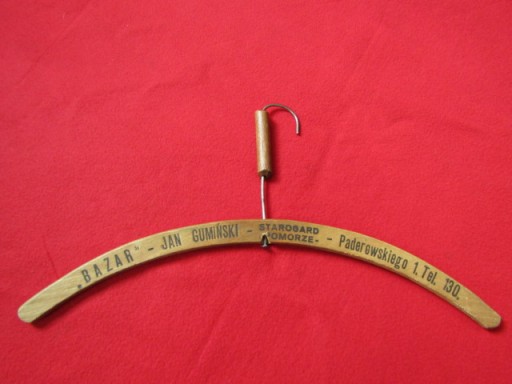 „BAZAR" - JAN GUMIŃSKI - STAROGARD POMORZE - Paderewskiego 1. Tel. 130.